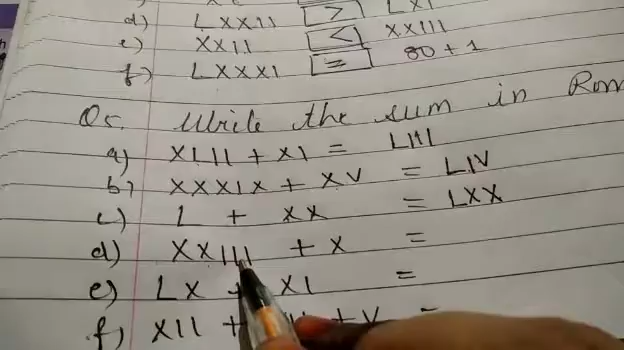 d) LXXII > LXI
e) XXII < XXIII
f) LXXXI = 80 + 1
Q5. Write the sum in Rom
a) XLII + XI = LIII
b) XXXIX + XV = LIV
c) L + XX = LXX
d) XXIII + X =
e) LX + XI =
f) XII + + V =